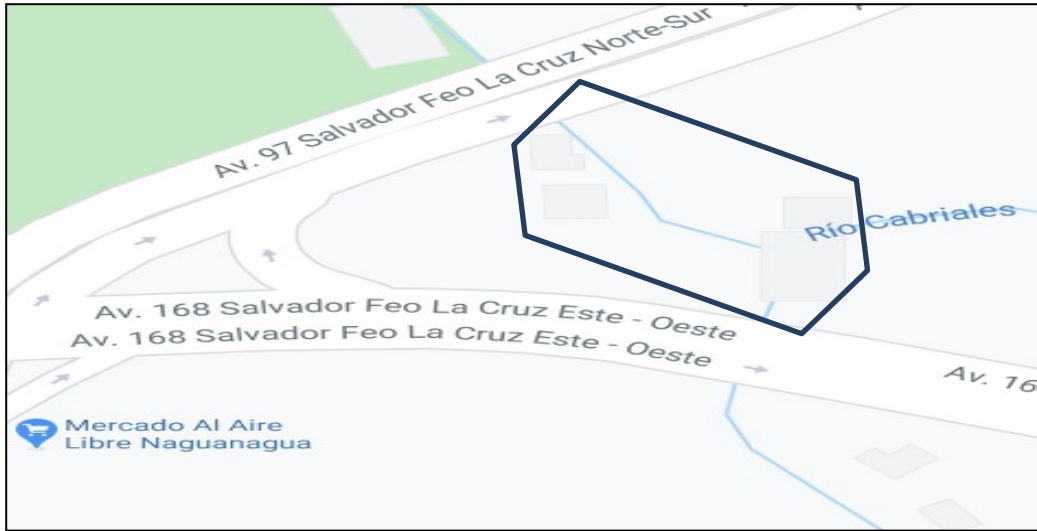 Av. 97 Salvador Feo La Cruz Norte-Sur
Río Cabriales
Av. 168 Salvador Feo La Cruz Este - Oeste
Av. 168 Salvador Feo La Cruz Este - Oeste
Av. 16
Mercado Al Aire
Libre Naguanagua